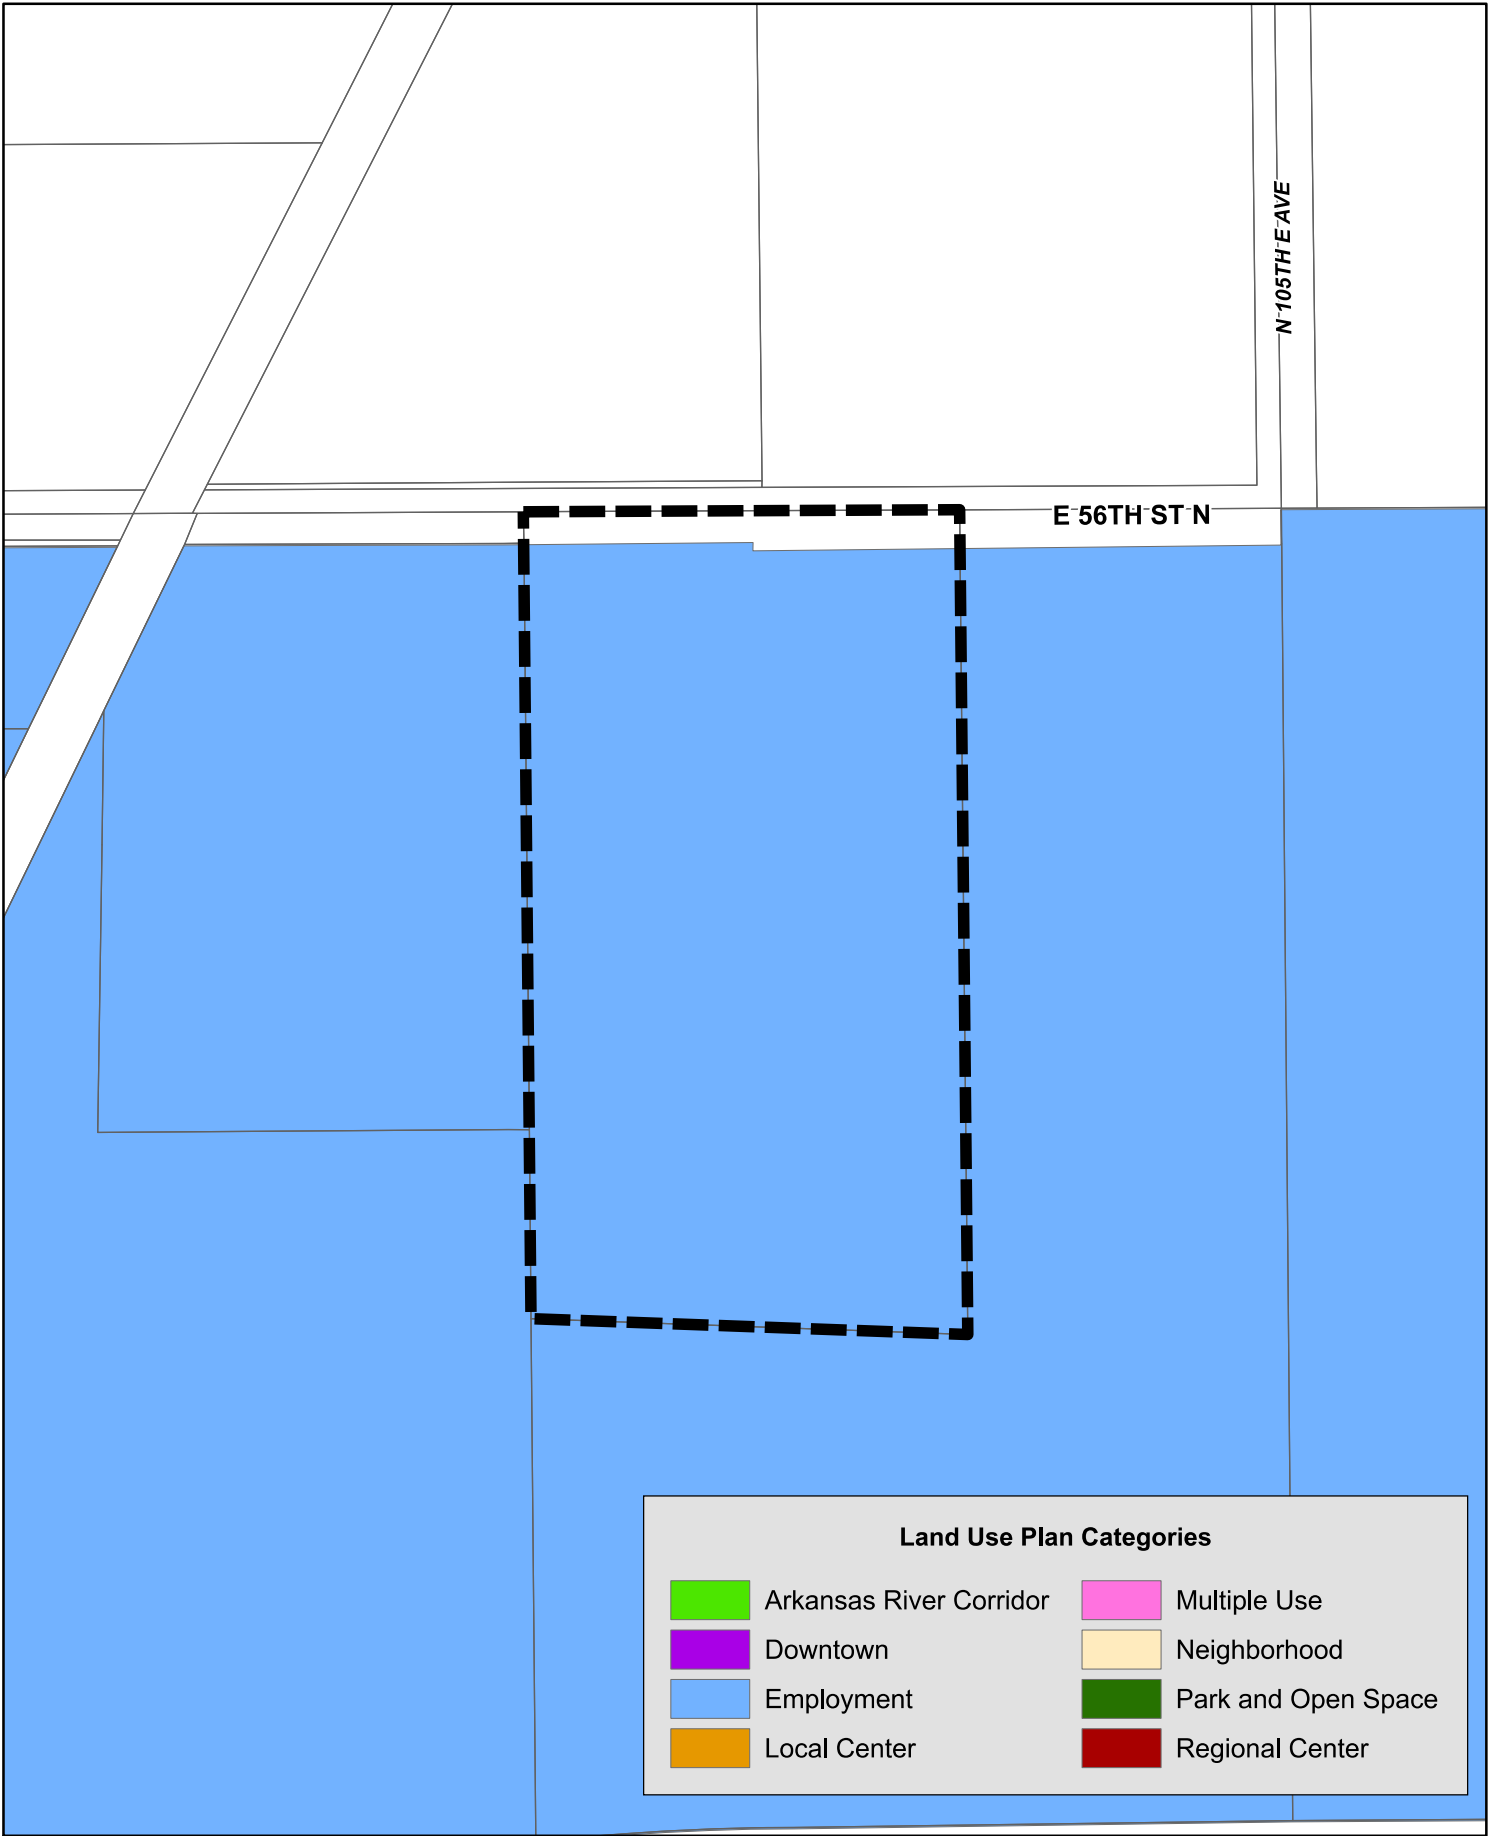 N 105TH E AVE
E 56TH ST N
Land Use Plan Categories
Arkansas River Corridor
Downtown
Employment
Local Center
Multiple Use
Neighborhood
Park and Open Space
Regional Center